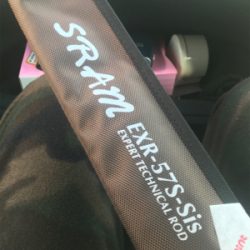 SRAM
EXR-57S-Sis
EXPERT TECHNICAL ROD